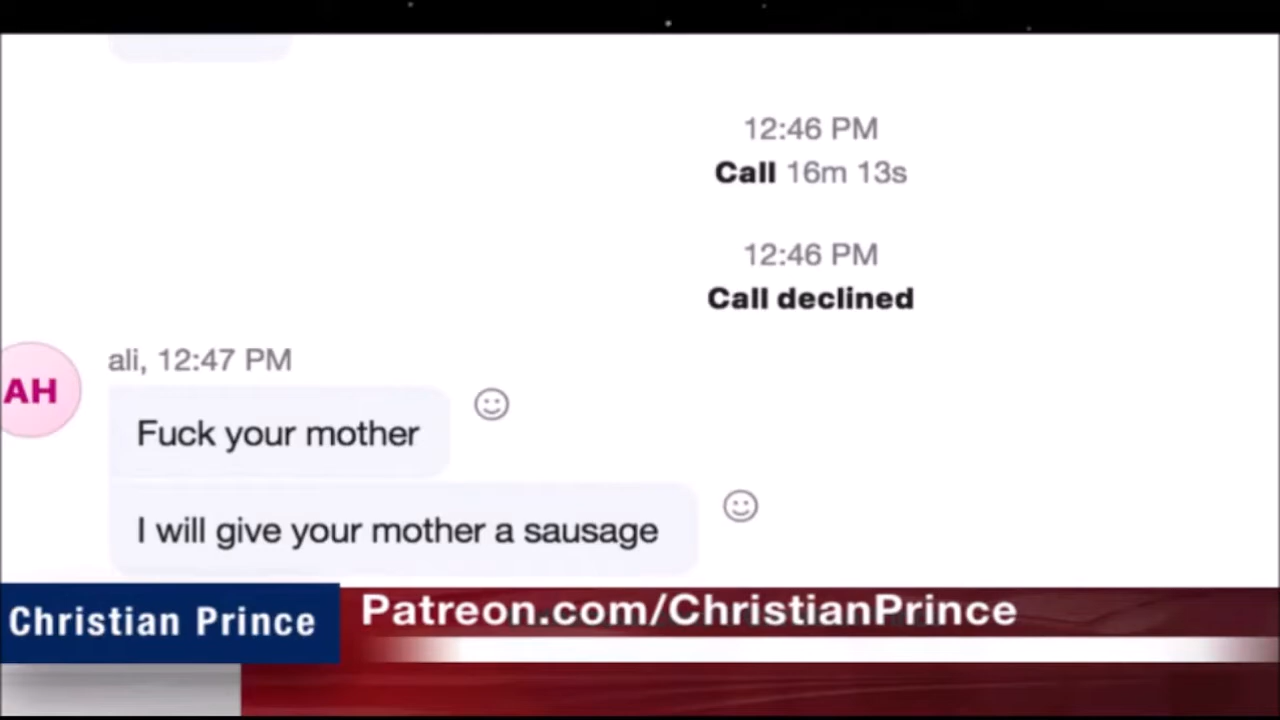 12:46 PM
Call 16m 13s
12:46 PM
Call declined
AH
ali, 12:47 PM
Fuck your mother
I will give your mother a sausage
Christian Prince
Patreon.com/ChristianPrince